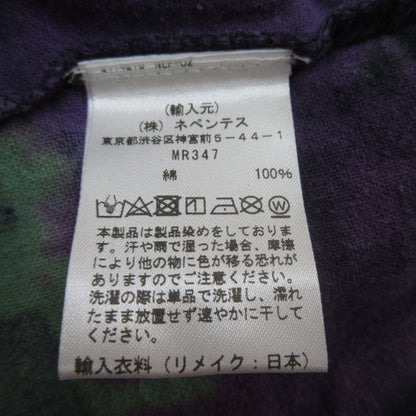 (輸入元)
(株) ネペンテス
東京都渋谷区神宮前5-44-1
MR347
綿 100%
本製品は製品染めをしておりま
す。汗や雨で湿った場合、摩擦
により他の物に色が移る恐れが
ありますのでご注意ください。
洗濯の際は単品で洗濯し、濡れ
たまま放置せず速やかに干して
ください。
輸入衣料 (リメイク:日本)